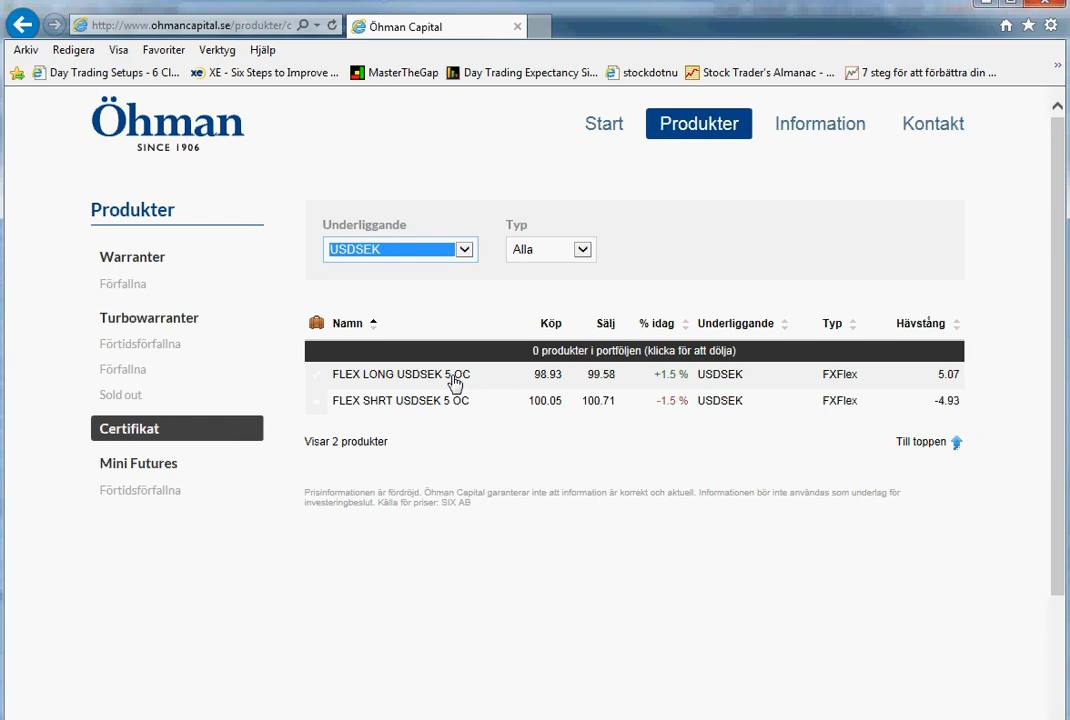 http://www.ohmancapital.se/produkter/c
Öhman Capital
Arkiv Redigera Visa Favoriter Verktyg Hjälp
Day Trading Setups - 6 Cl... XE - Six Steps to Improve ... MasterTheGap Day Trading Expectancy Si... stockdotnu Stock Trader's Almanac - ... 7 steg för att förbättra din ...
Öhman
SINCE 1906
Start Produkter Information Kontakt
Produkter
Warranter
Förfallna
Turbowarranter
Förtidsförfallna
Förfallna
Sold out
Certifikat
Mini Futures
Förtidsförfallna
Underliggande Typ
USDSEK Alla
Namn Köp Sälj % idag Underliggande Typ Hävstång
0 produkter i portföljen (klicka för att dölja)
FLEX LONG USDSEK 5 OC 98.93 99.58 +1.5 % USDSEK FXFlex 5.07
FLEX SHRT USDSEK 5 OC 100.05 100.71 -1.5 % USDSEK FXFlex -4.93
Visar 2 produkter Till toppen
Prisinformationen är fördröjd. Öhman Capital garanterar inte att information är korrekt och aktuell. Informationen bör inte användas som underlag för
investeringbeslut. Källa för priser: SIX AB